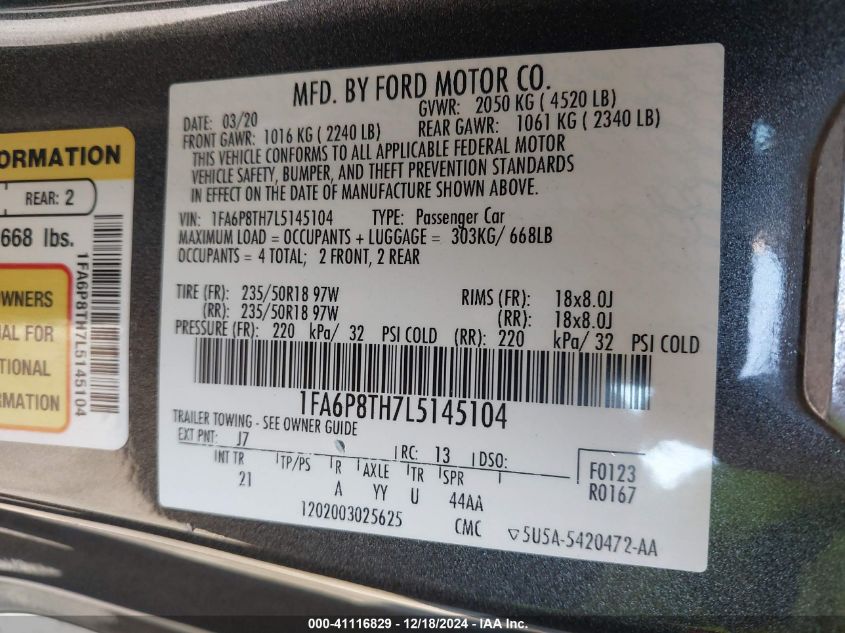 MFD. BY FORD MOTOR CO.
DATE: 03/20
GVWR: 2050 KG ( 4520 LB)
FRONT GAWR: 1016 KG ( 2240 LB)
REAR GAWR: 1061 KG ( 2340 LB)
THIS VEHICLE CONFORMS TO ALL APPLICABLE FEDERAL MOTOR
VEHICLE SAFETY, BUMPER, AND THEFT PREVENTION STANDARDS
IN EFFECT ON THE DATE OF MANUFACTURE SHOWN ABOVE.
VIN: 1FA6P8TH7L5145104 TYPE: Passenger Car
MAXIMUM LOAD = OCCUPANTS + LUGGAGE = 303KG/ 668LB
OCCUPANTS = 4 TOTAL; 2 FRONT, 2 REAR
TIRE (FR): 235/50R18 97W RIMS (FR): 18x8.0J
(RR): 235/50R18 97W (RR): 18x8.0J
PRESSURE (FR): 220 kPa/ 32 PSI COLD (RR): 220 kPa/ 32 PSI COLD
1FA6P8TH7L5145104
TRAILER TOWING - SEE OWNER GUIDE
EXT PNT: J7 RC: 13 DSO:
INT TR TP/PS R AXLE TR SPR
21 A YY U 44AA
F0123
R0167
1202003025625 CMC 5U5A-5420472-AA
ORMATION
REAR: 2
668 lbs.
1FA6P8TH7L5145104
OWNERS
AL FOR
TIONAL
RMATION
000-41116829 - 12/18/2024 - IAA Inc.